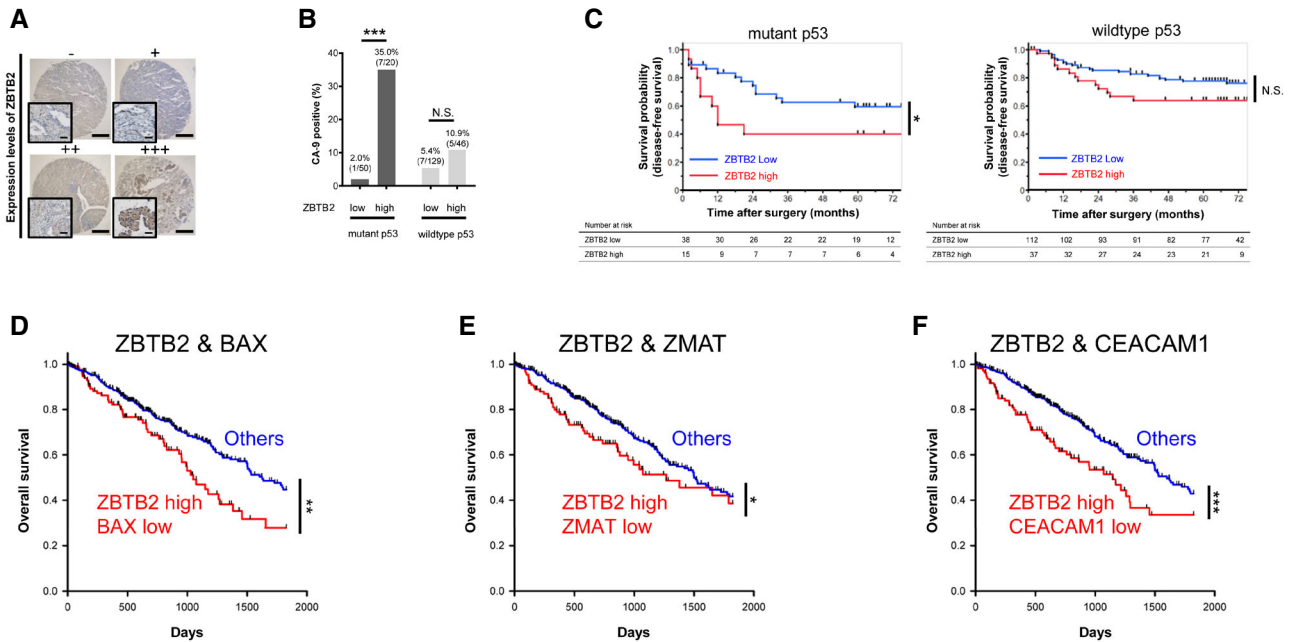 A
Expression levels of ZBTB2
- +
++ +++
B
***
35.0%
(7/20)
N.S.
2.0%
(1/50)
5.4%
(7/129)
10.9%
(5/46)
CA-9 positive (%)
40
30
20
10
0
ZBTB2 low high low high
mutant p53 wildtype p53
C
mutant p53
Survival probability
(disease-free survival)
1.0
0.8
0.6
0.4
0.2
0.0
ZBTB2 Low
ZBTB2 high
*
0 6 12 18 24 30 36 42 48 54 60 66 72
Time after surgery (months)
Number at risk
ZBTB2 low 38 30 26 22 22 19 12
ZBTB2 high 15 9 7 7 7 6 4
wildtype p53
Survival probability
(disease-free survival)
1.0
0.8
0.6
0.4
0.2
0.0
ZBTB2 Low
ZBTB2 high
N.S.
0 6 12 18 24 30 36 42 48 54 60 66 72
Time after surgery (months)
Number at risk
ZBTB2 low 112 102 93 91 82 77 42
ZBTB2 high 37 32 27 24 23 21 9
D
ZBTB2 & BAX
Overall survival
1.0
0.8
0.6
0.4
0.2
0.0
Others
ZBTB2 high
BAX low
**
0 500 1000 1500 2000
Days
E
ZBTB2 & ZMAT
Overall survival
1.0
0.8
0.6
0.4
0.2
0.0
Others
ZBTB2 high
ZMAT low
*
0 500 1000 1500 2000
Days
F
ZBTB2 & CEACAM1
Overall survival
1.0
0.8
0.6
0.4
0.2
0.0
Others
ZBTB2 high
CEACAM1 low
***
0 500 1000 1500 2000
Days